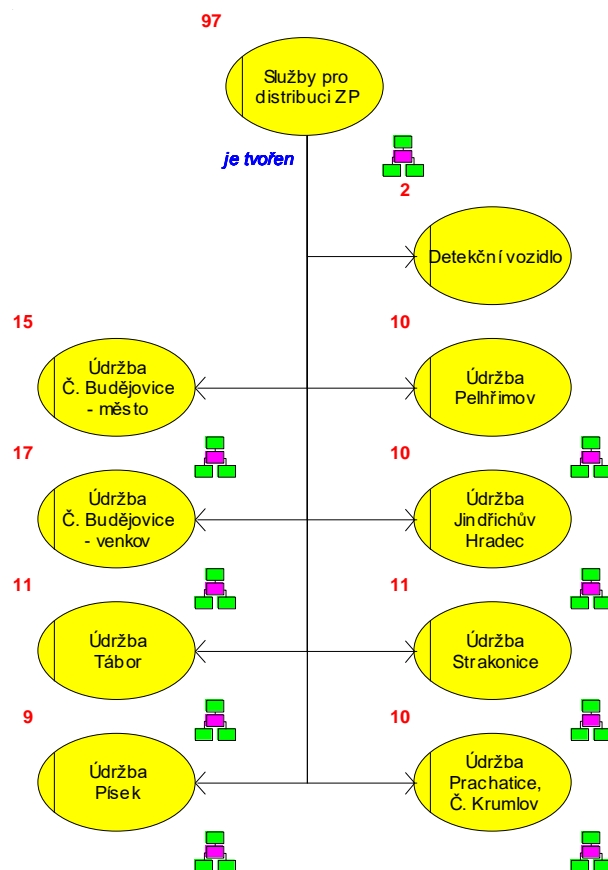 97
Služby pro
distribuci ZP
je tvořen
2
Detekční vozidlo
15
Údržba
Č. Budějovice
- město
10
Údržba
Pelhřimov
17
Údržba
Č. Budějovice
- venkov
10
Údržba
Jindřichův
Hradec
11
Údržba
Tábor
11
Údržba
Strakonice
9
Údržba
Písek
10
Údržba
Prachatice,
Č. Krumlov